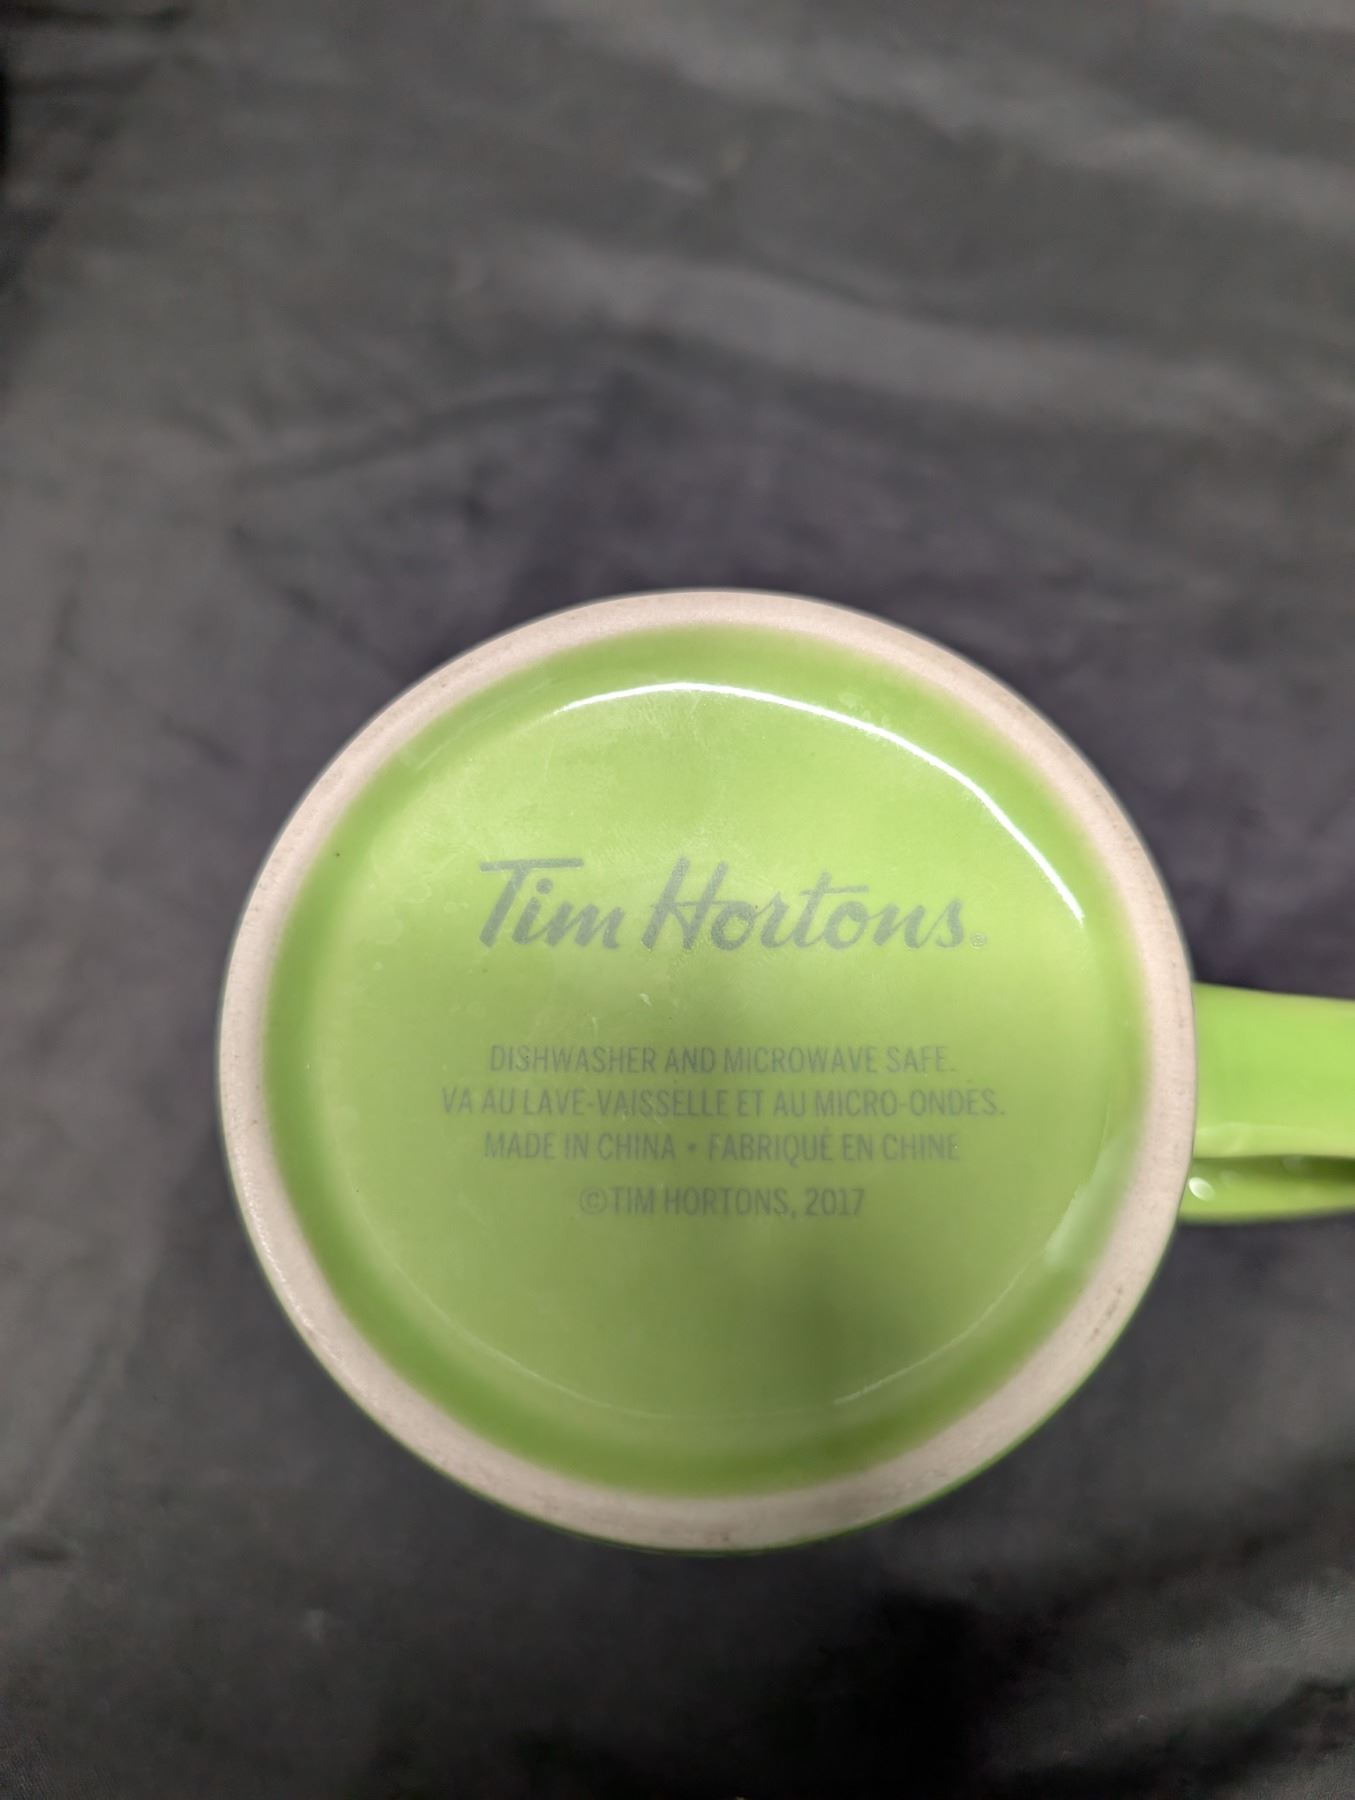 Tim Hortons.®
DISHWASHER AND MICROWAVE SAFE.
VA AU LAVE-VAISSELLE ET AU MICRO-ONDES.
MADE IN CHINA • FABRIQUÉ EN CHINE
©TIM HORTONS, 2017